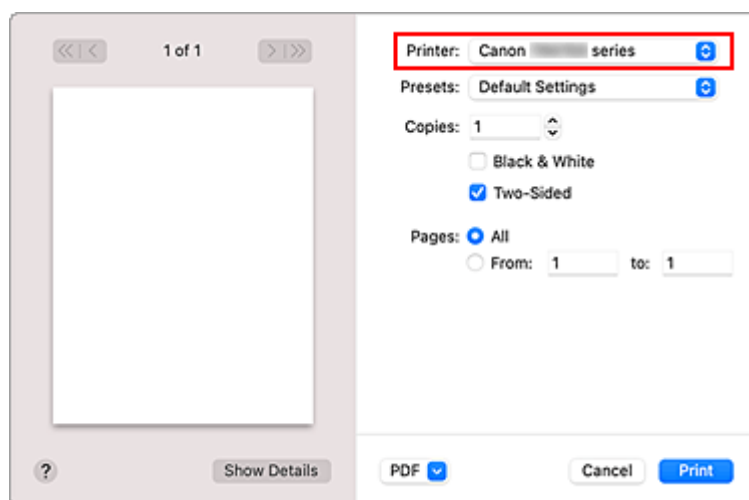 1 of 1
Printer: Canon series
Presets: Default Settings
Copies: 1
Black & White
Two-Sided
Pages: All
From: 1 to: 1
? Show Details PDF Cancel Print